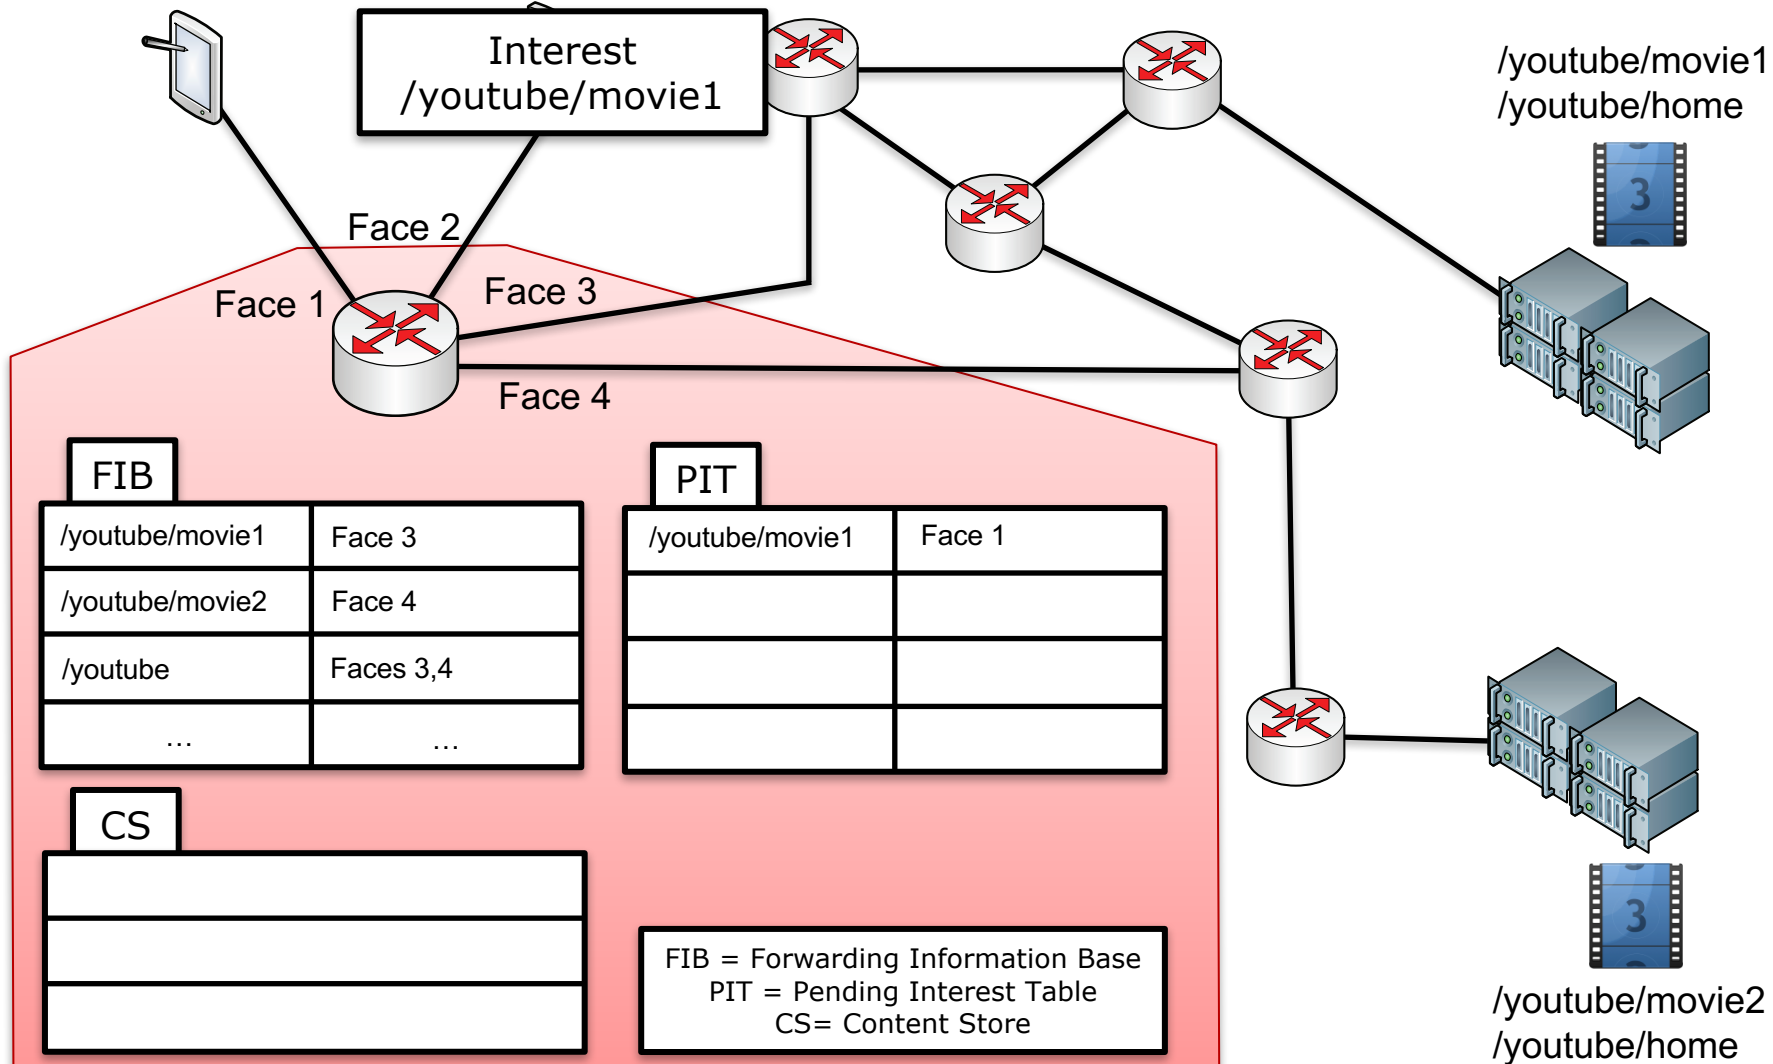 Interest
/youtube/movie1
/youtube/movie1
/youtube/home
3
Face 2
Face 1
Face 3
Face 4
FIB
/youtube/movie1 Face 3
/youtube/movie2 Face 4
/youtube Faces 3,4
... ...
PIT
/youtube/movie1 Face 1
CS
FIB = Forwarding Information Base
PIT = Pending Interest Table
CS= Content Store
3
/youtube/movie2
/youtube/home